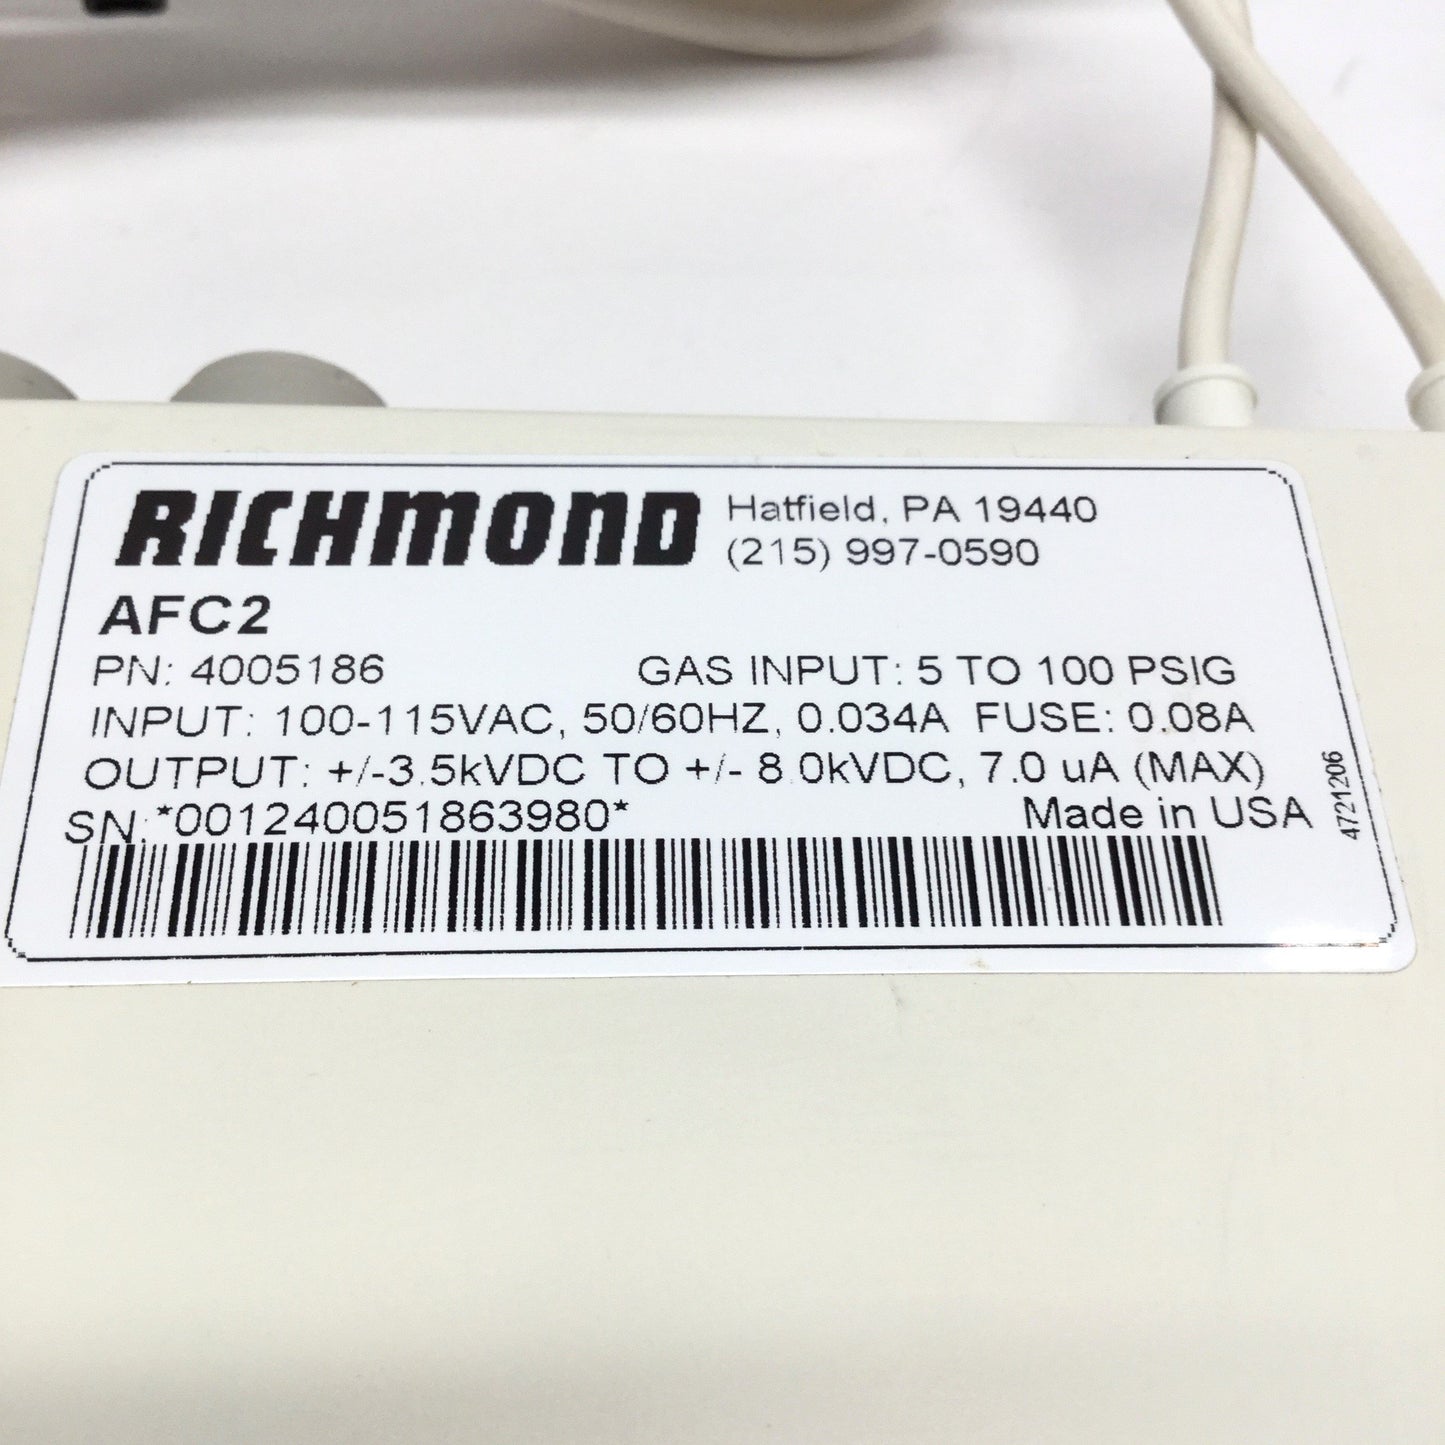 RICHMOND Hatfield, PA 19440
(215) 997-0590
AFC2
PN: 4005186 GAS INPUT: 5 TO 100 PSIG
INPUT: 100-115VAC, 50/60HZ, 0.034A FUSE: 0.08A
OUTPUT: +/-3.5kVDC TO +/- 8.0kVDC, 7.0 uA (MAX)
SN: *001240051863980* Made in USA
4721206